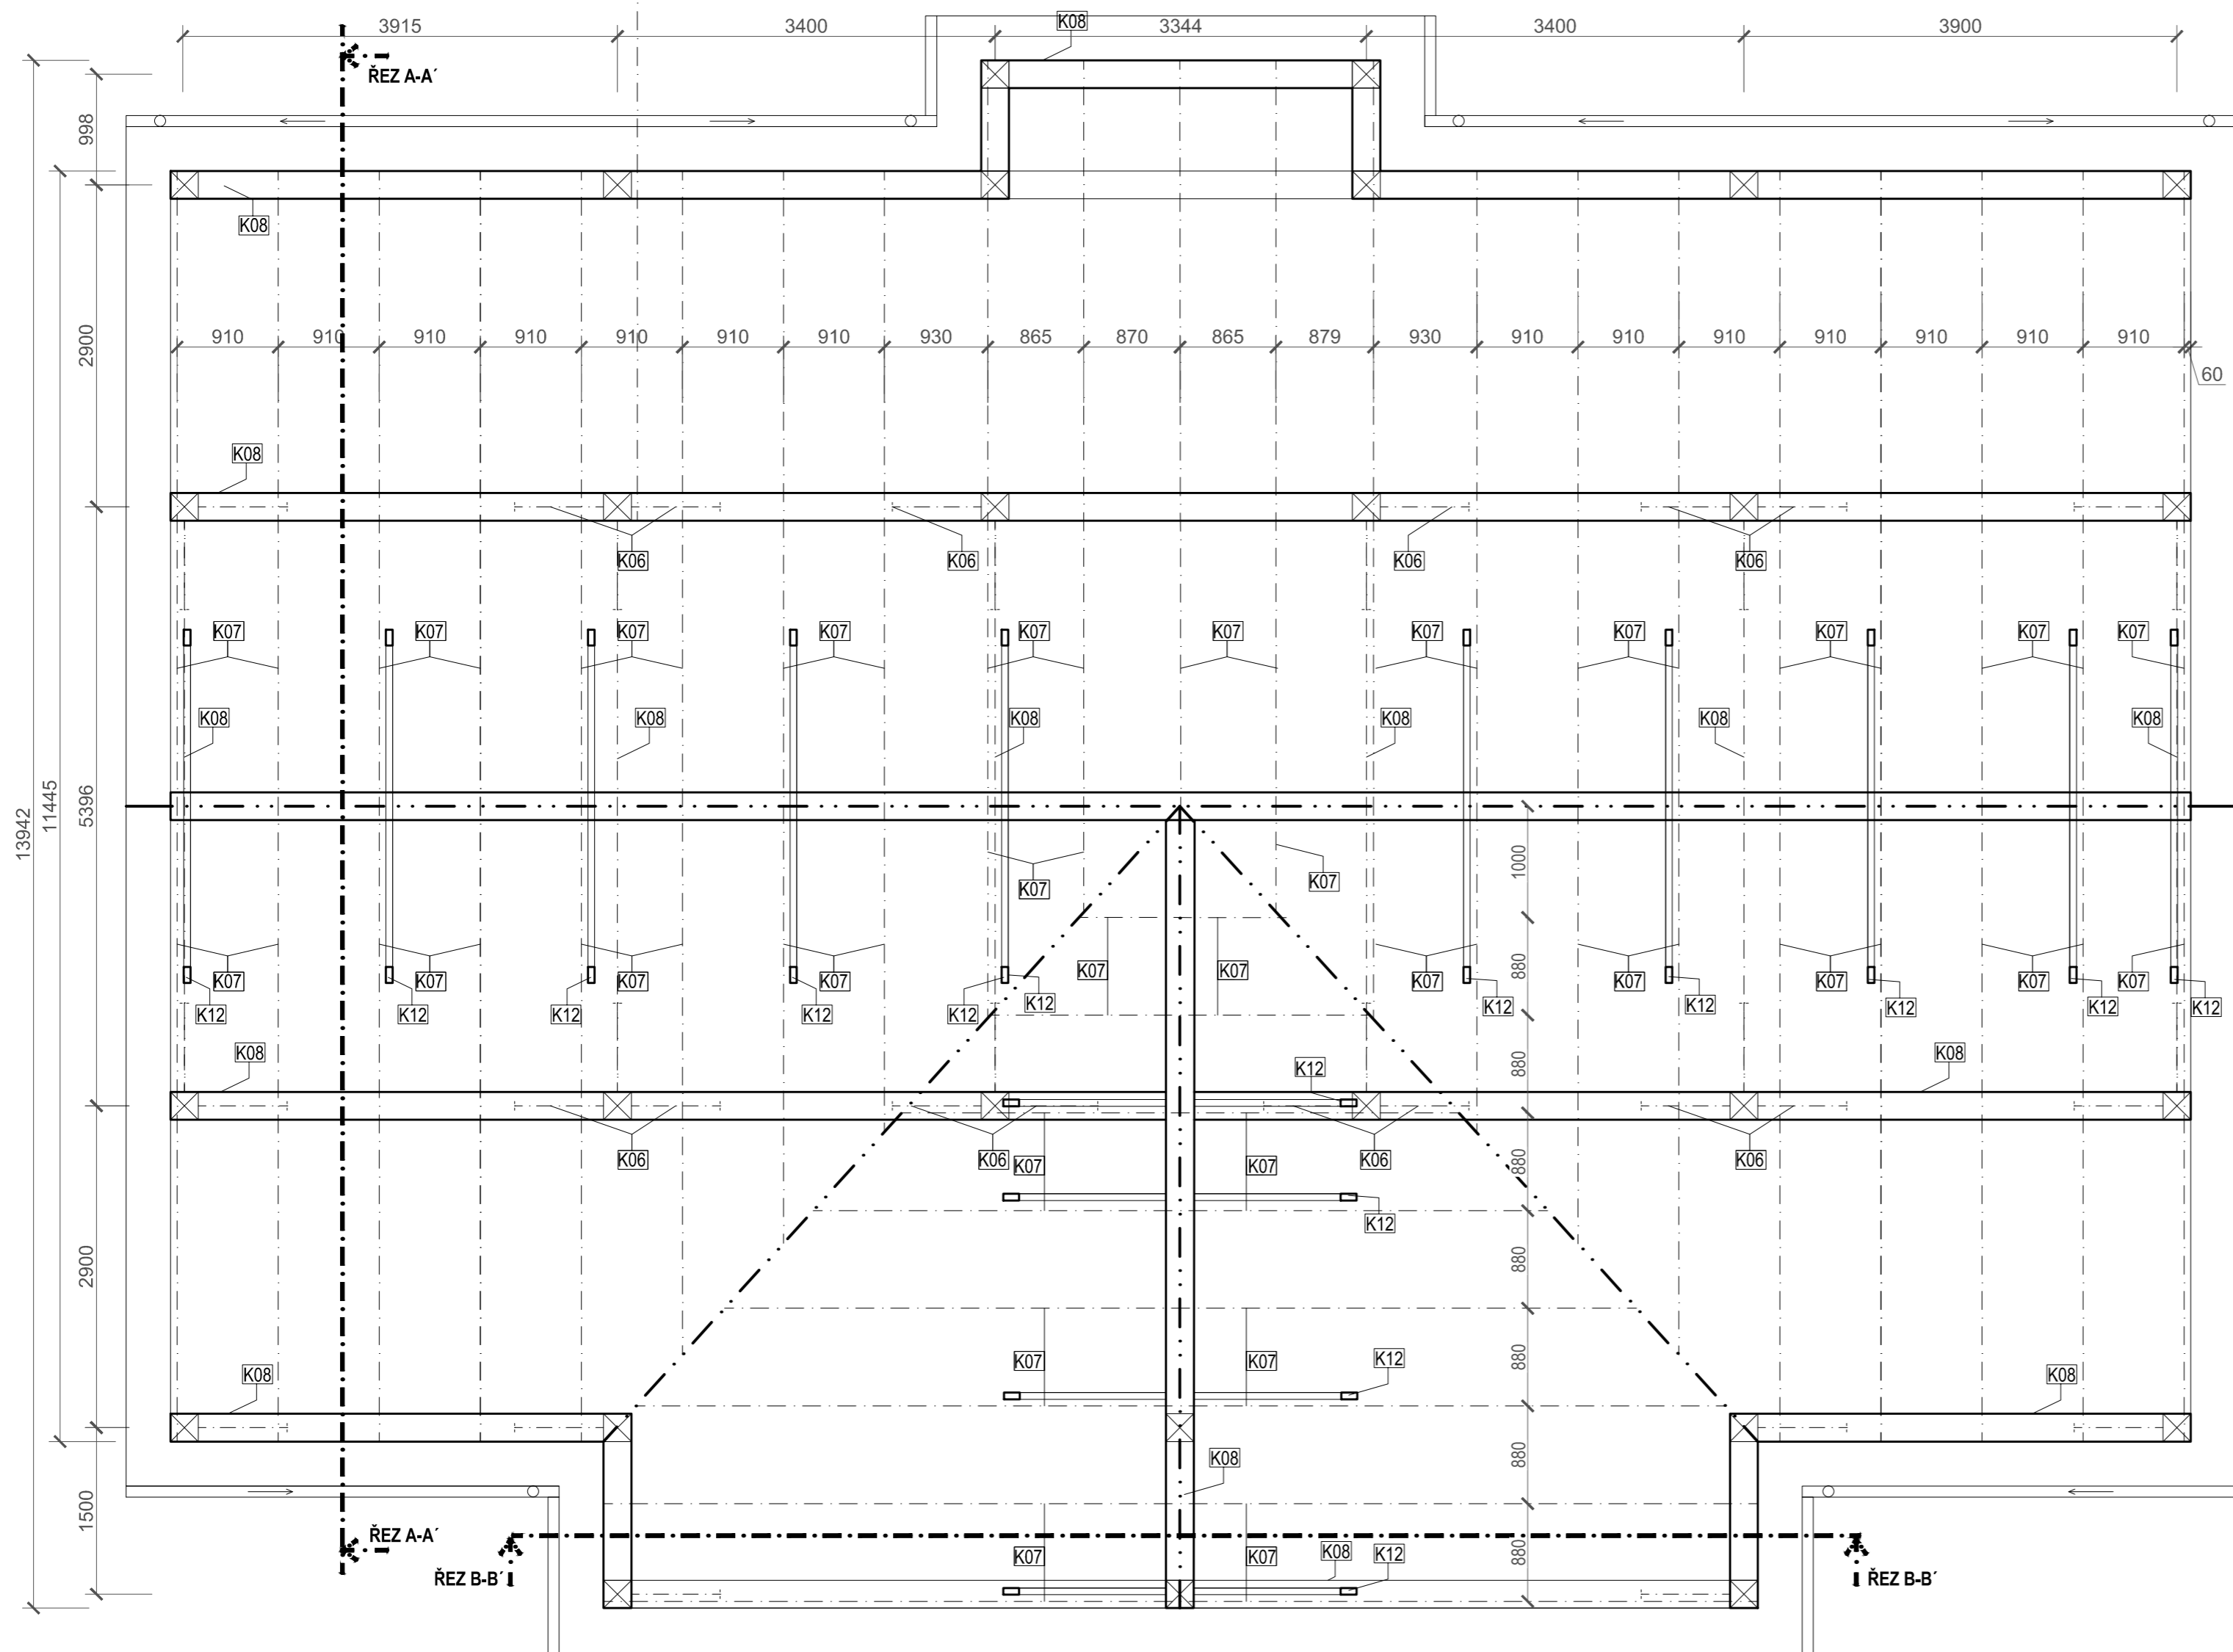 3915 3400 K08 3344 3400 3900
ŘEZ A-A´
998
K08
910 910 910 910 910 910 910 930 865 870 865 879 930 910 910 910 910 910 910 910
2900
60
K08
K06 K06 K06 K06
K07 K07 K07 K07 K07 K07 K07 K07 K07 K07 K07
K08 K08 K08 K08 K08 K08
13942 11445 5396
1000
K07 K07
K07 K07 K07 K07 K07 K07 K07 K07 K07 K07 K07
880
K12 K12 K12 K12 K12 K12 K12 K12 K12 K12
K08 K12 880 K08
K06 K06 K06 K06
K07 K07 880
K12
2900 880
K08 K07 K07 K12 880 K08
K08 880
1500
ŘEZ A-A´
K07 K07 K08 K12 880
ŘEZ B-B´ ŘEZ B-B´